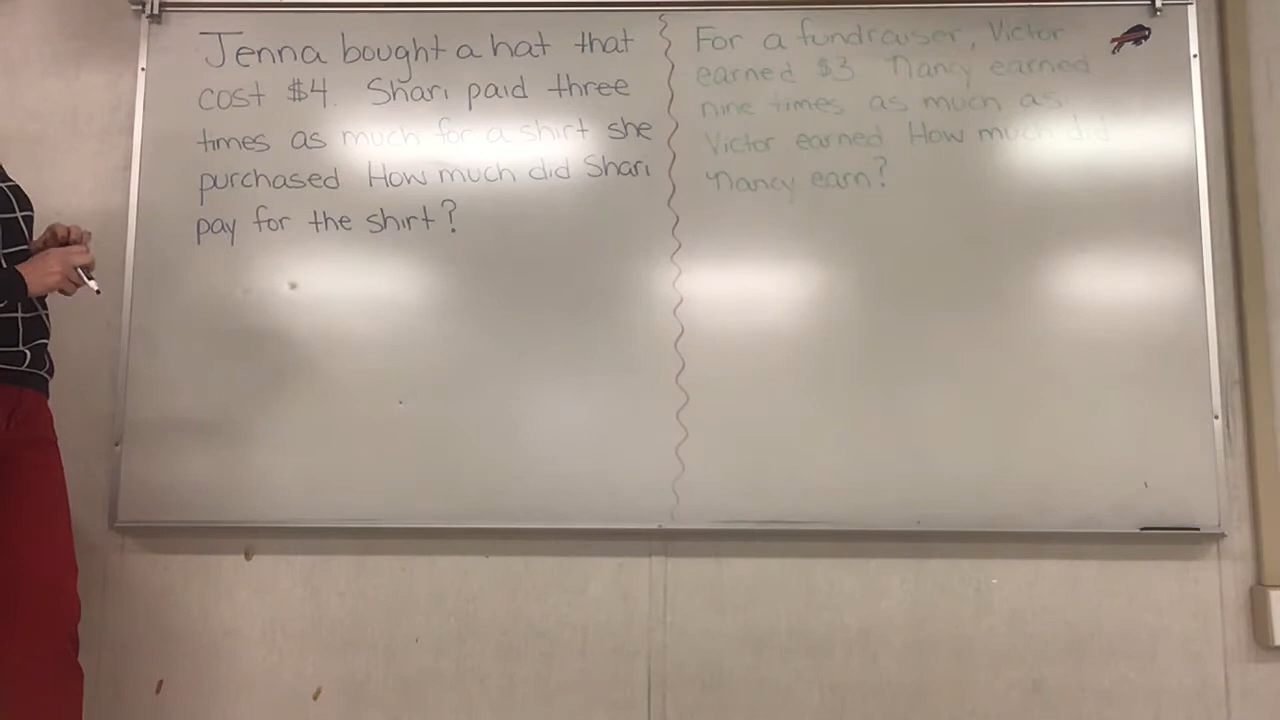 Jenna bought a hat that
cost $4. Shari paid three
times as much for a shirt she
purchased How much did Shari
pay for the shirt?
For a fundraiser, Victor
earned $3 Nancy earned
nine times as much as
Victor earned How much did
Nancy earn?